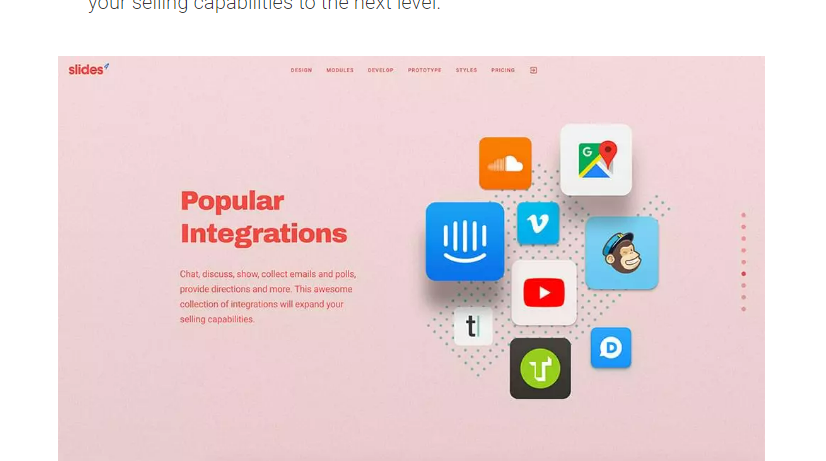 your selling capabilities to the next level.
slides
DESIGN MODULES DEVELOP PROTOTYPE STYLES PRICING
Popular
Integrations
Chat, discuss, show, collect emails and polls,
provide directions and more. This awesome
collection of integrations will expand your
selling capabilities.
G
t
D